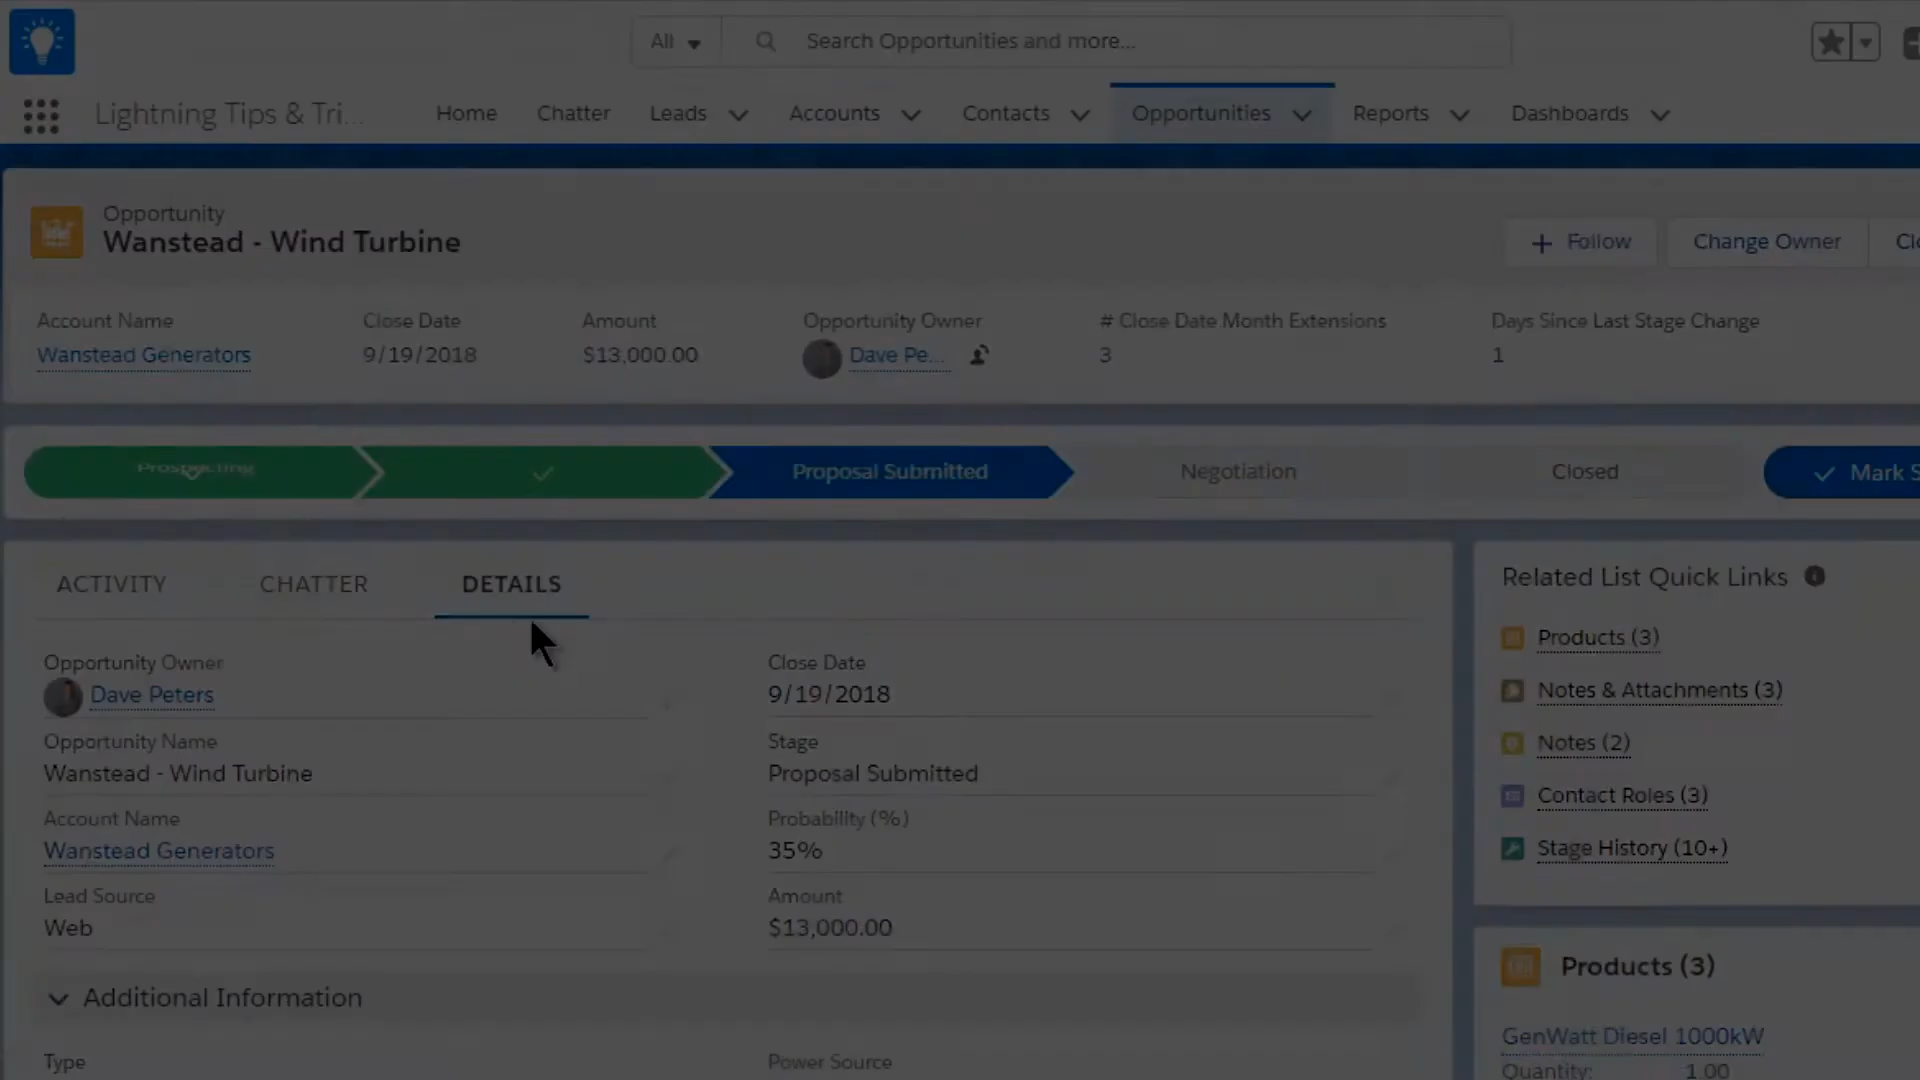 All
Search Opportunities and more...
Lightning Tips & Tri...
Home
Chatter
Leads
Accounts
Contacts
Opportunities
Reports
Dashboards
Opportunity
Wanstead - Wind Turbine
Follow
Change Owner
Clo
Account Name
Close Date
Amount
Opportunity Owner
# Close Date Month Extensions
Days Since Last Stage Change
Wanstead Generators
9/19/2018
$13,000.00
Dave Pe...
3
1
Prospecting
Proposal Submitted
Negotiation
Closed
Mark S
ACTIVITY
CHATTER
DETAILS
Opportunity Owner
Dave Peters
Close Date
9/19/2018
Opportunity Name
Wanstead - Wind Turbine
Stage
Proposal Submitted
Account Name
Wanstead Generators
Probability (%)
35%
Lead Source
Web
Amount
$13,000.00
Additional Information
Type
Power Source
Related List Quick Links
Products (3)
Notes & Attachments (3)
Notes (2)
Contact Roles (3)
Stage History (10+)
Products (3)
GenWatt Diesel 1000kW
Quantity:
1.00